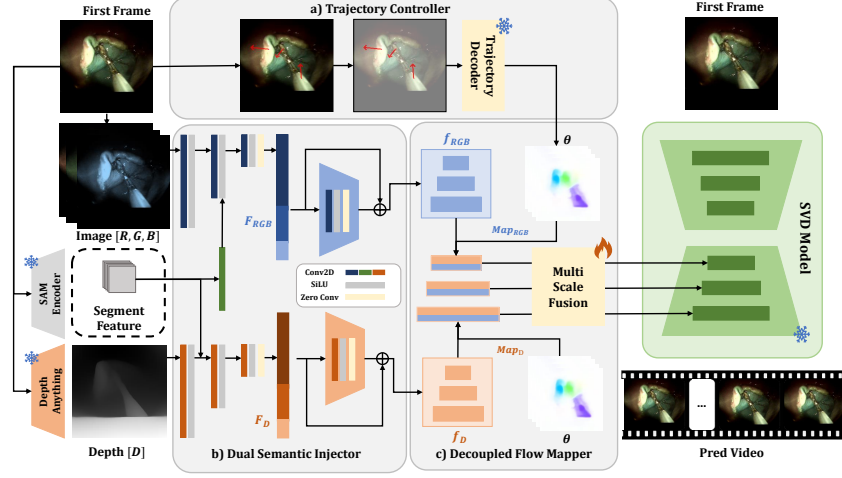 First Frame
a) Trajectory Controller
First Frame
Trajectory
Decoder
Image [R, G, B]
SAM
Encoder
Segment
Feature
Depth
Anything
Depth [D]
F_RGB
Conv2D
SiLU
Zero Conv
F_D
b) Dual Semantic Injector
f_RGB
θ
Map_RGB
Multi
Scale
Fusion
Map_D
f_D
θ
c) Decoupled Flow Mapper
SVD Model
...
Pred Video